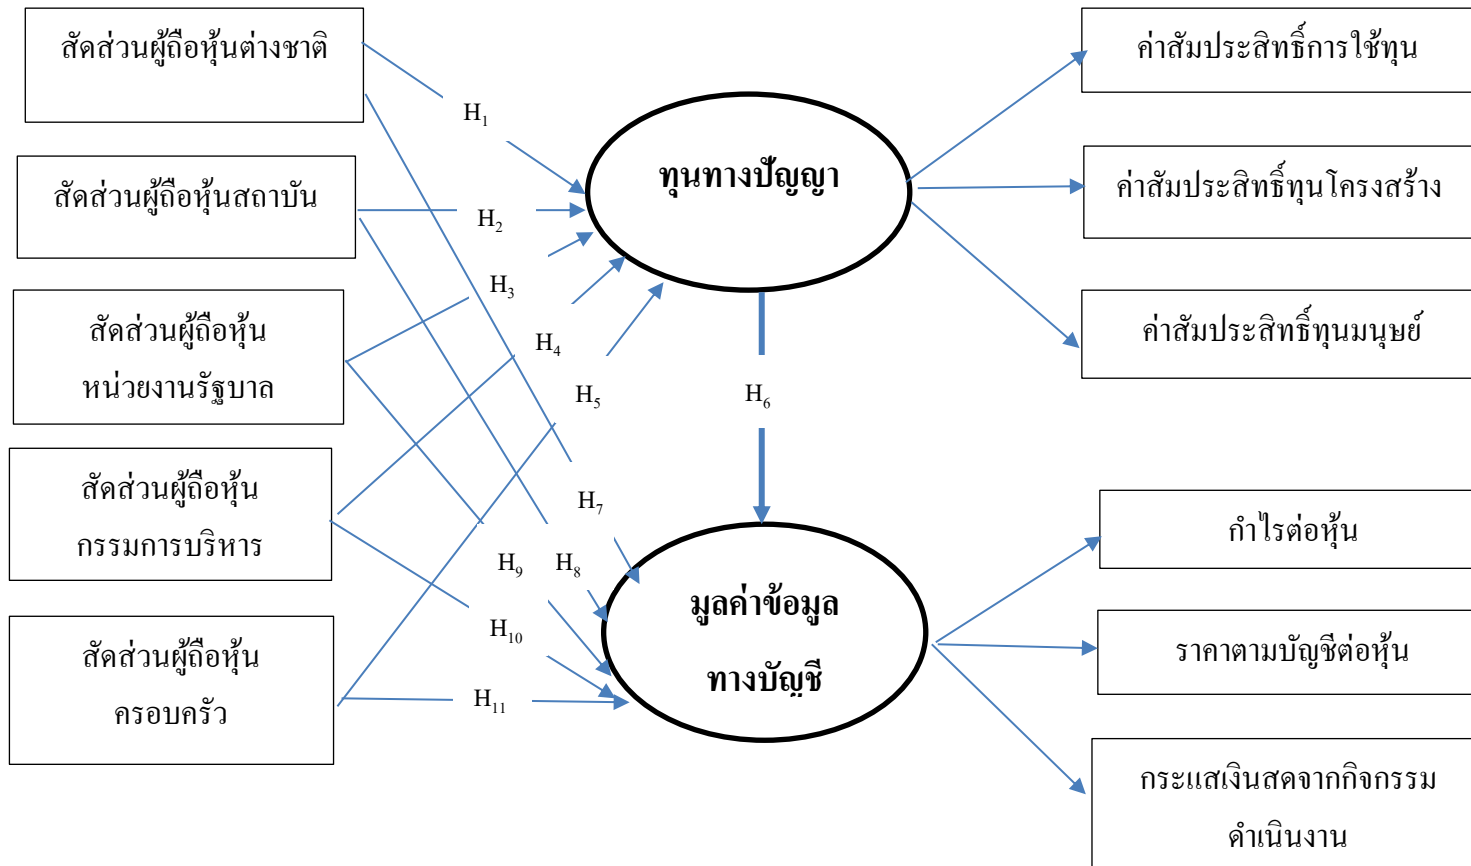 สัดส่วนผู้ถือหุ้นต่างชาติ
สัดส่วนผู้ถือหุ้นสถาบัน
สัดส่วนผู้ถือหุ้น
หน่วยงานรัฐบาล
สัดส่วนผู้ถือหุ้น
กรรมการบริหาร
สัดส่วนผู้ถือหุ้น
ครอบครัว
H₁
H₂
H₃
H₄
H₅
H₆
H₇
H₈
H₉
H₁₀
H₁₁
ทุนทางปัญญา
มูลค่าข้อมูล
ทางบัญชี
ค่าสัมประสิทธิ์การใช้ทุน
ค่าสัมประสิทธิ์ทุนโครงสร้าง
ค่าสัมประสิทธิ์ทุนมนุษย์
กำไรต่อหุ้น
ราคาตามบัญชีต่อหุ้น
กระแสเงินสดจากกิจกรรม
ดำเนินงาน